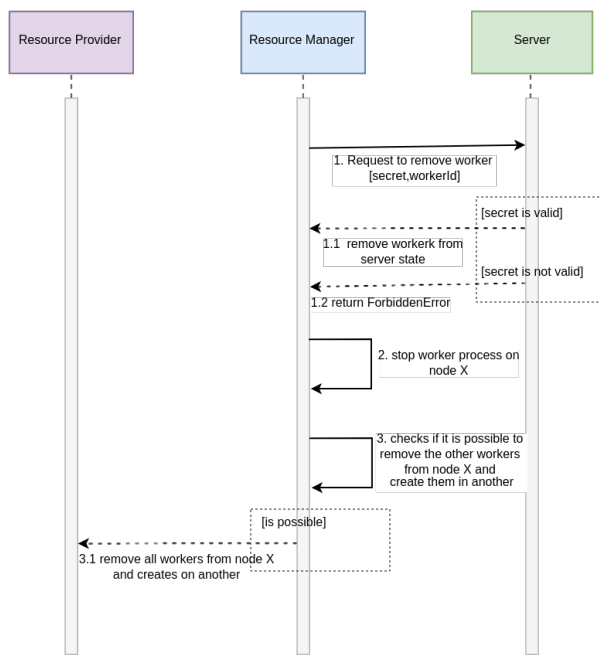 Resource Provider
Resource Manager
Server
1. Request to remove worker
[secret,workerId]
[secret is valid]
1.1 remove workerk from
server state
[secret is not valid]
1.2 return ForbiddenError
2. stop worker process on
node X
3. checks if it is possible to
remove the other workers
from node X and
create them in another
[is possible]
3.1 remove all workers from node X
and creates on another